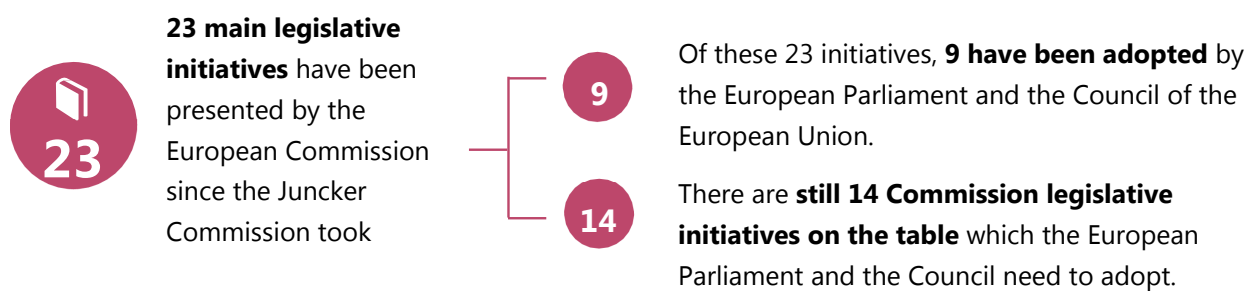 23 main legislative
initiatives have been
presented by the
European Commission
since the Juncker
Commission took
23
9
Of these 23 initiatives, 9 have been adopted by
the European Parliament and the Council of the
European Union.
14
There are still 14 Commission legislative
initiatives on the table which the European
Parliament and the Council need to adopt.